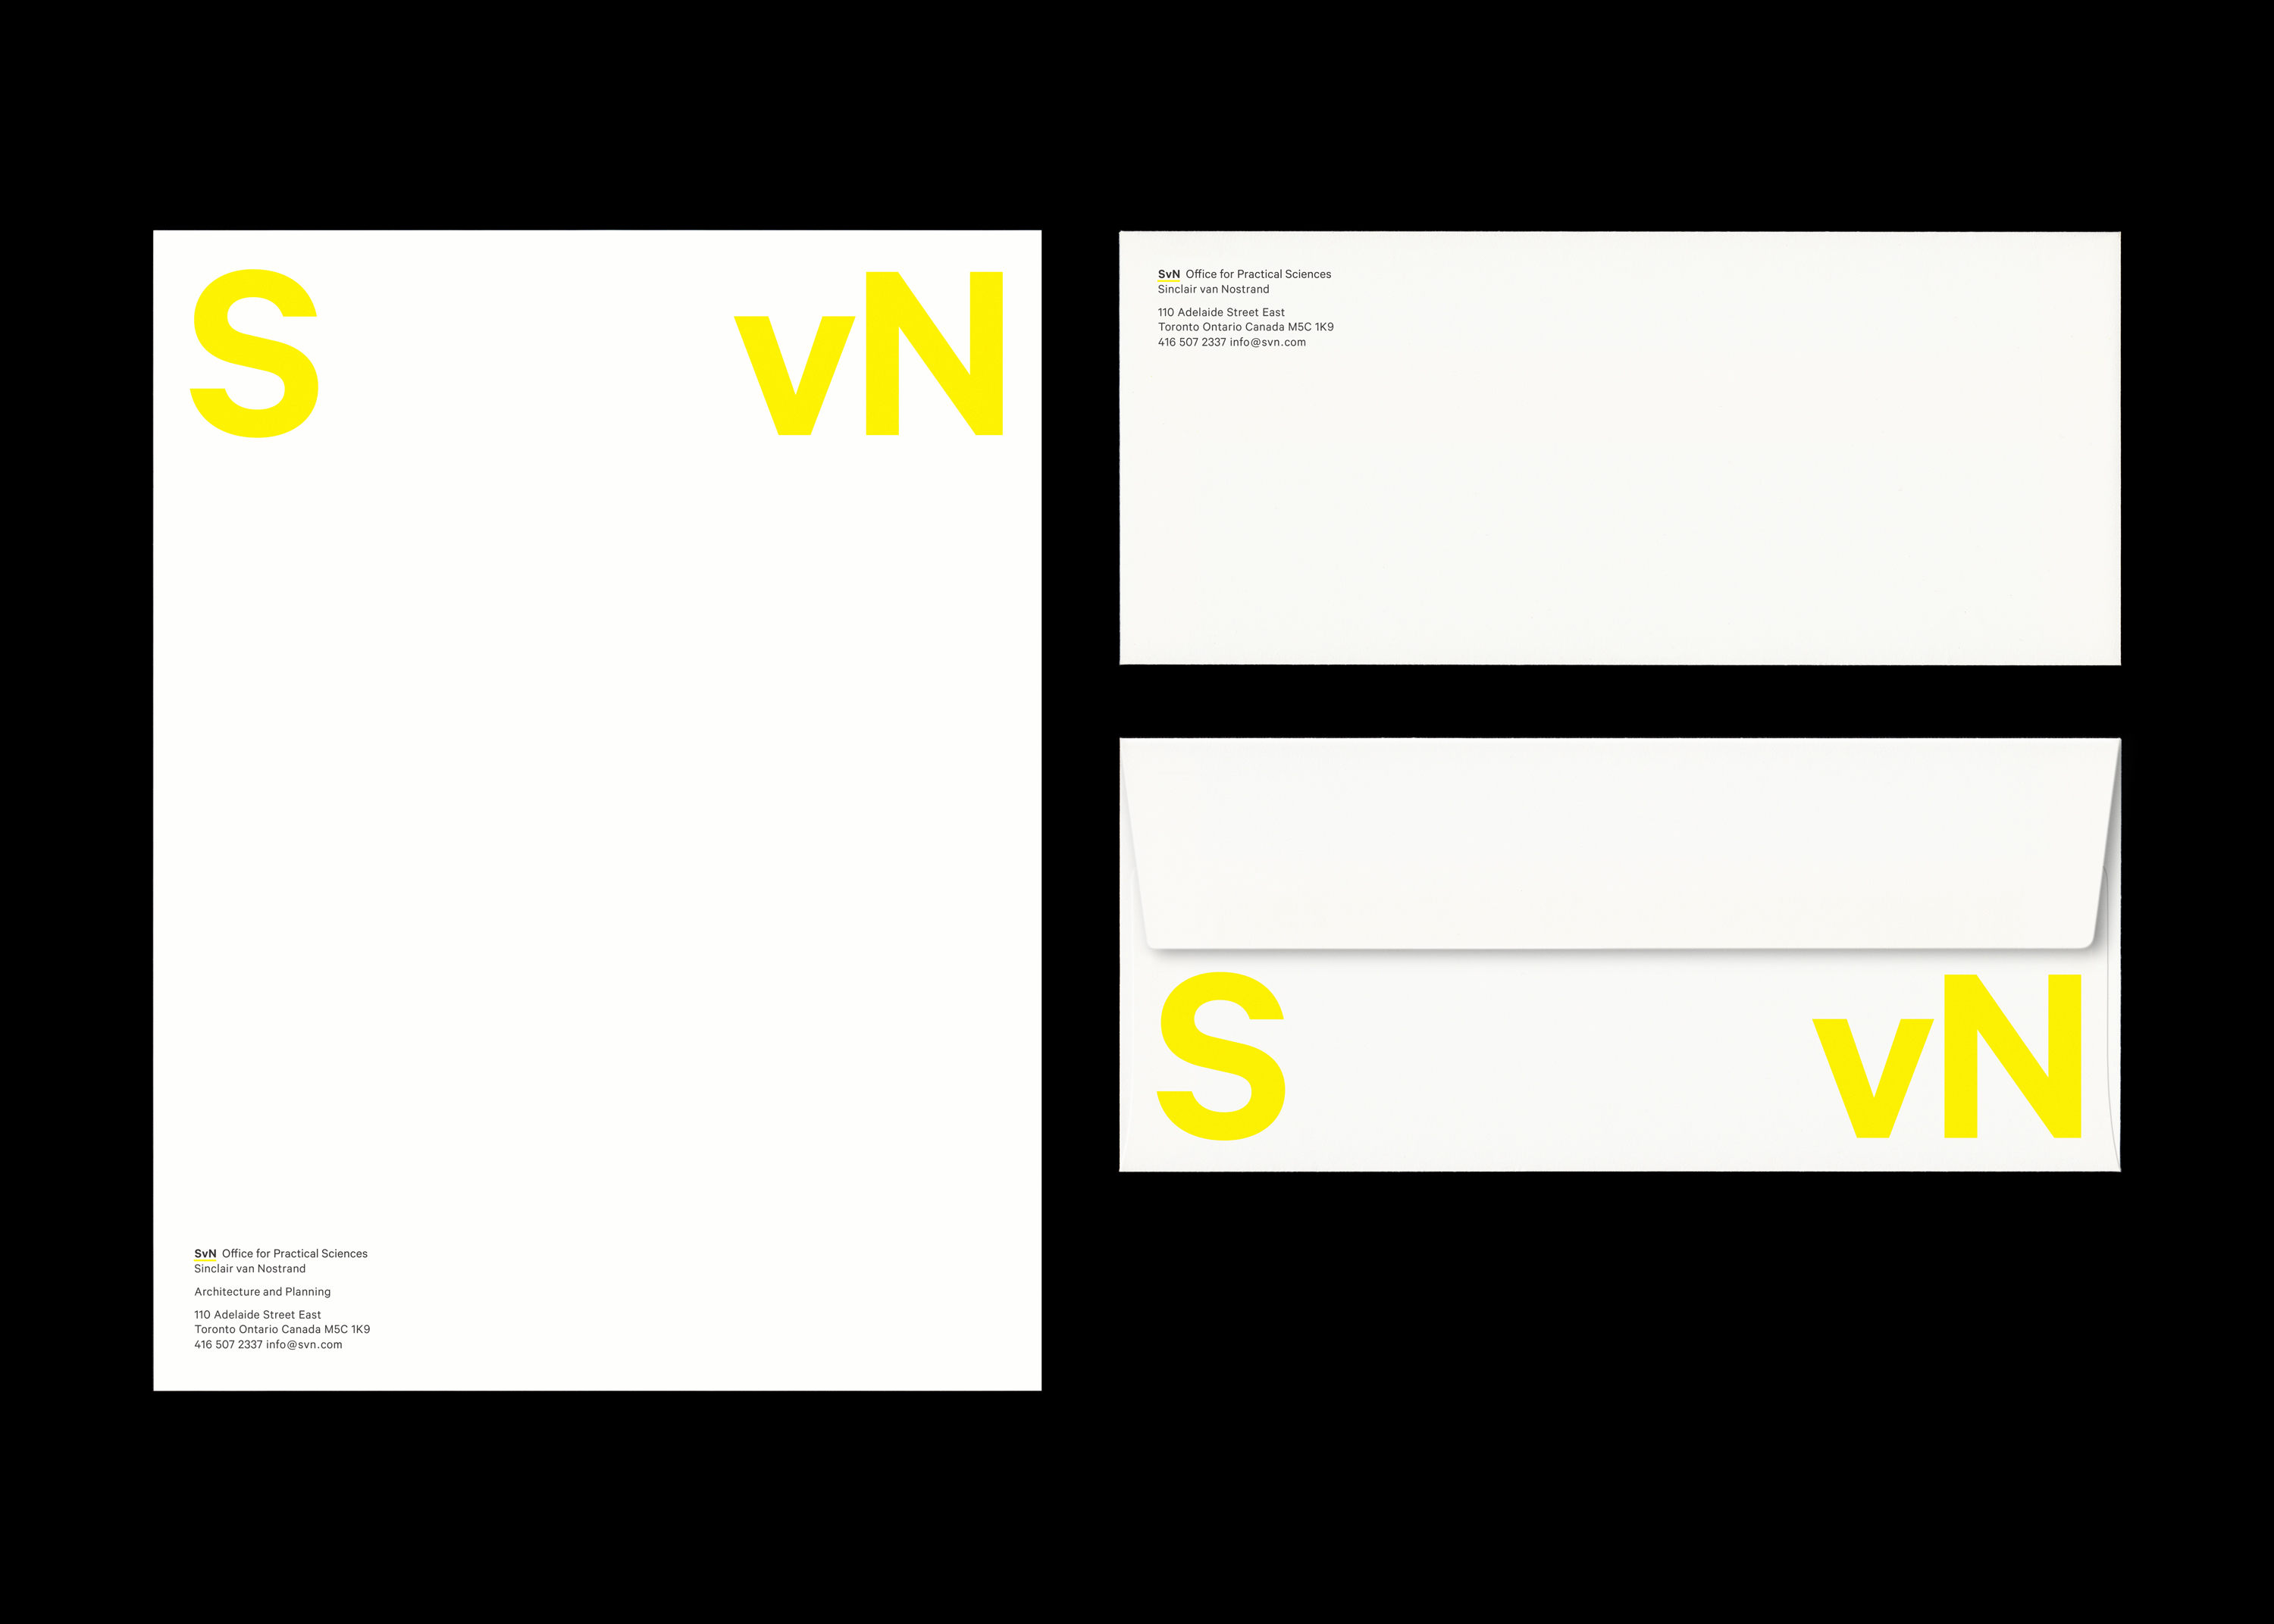 S vN
SvN Office for Practical Sciences
Sinclair van Nostrand
Architecture and Planning
110 Adelaide Street East
Toronto Ontario Canada M5C 1K9
416 507 2337 info@svn.com
SvN Office for Practical Sciences
Sinclair van Nostrand
110 Adelaide Street East
Toronto Ontario Canada M5C 1K9
416 507 2337 info@svn.com
S vN